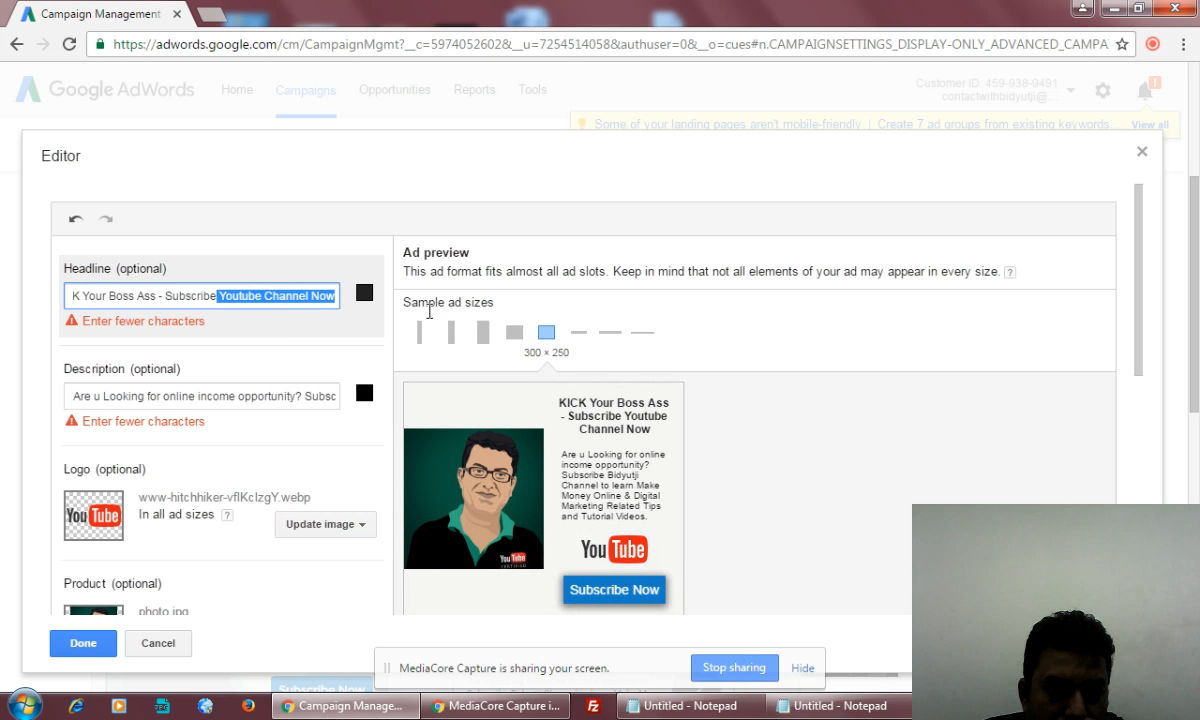 Campaign Management
https://adwords.google.com/cm/CampaignMgmt?__c=5974052602&__u=7254514058&authuser=0&__o=cues#n.CAMPAIGNSETTINGS_DISPLAY-ONLY_ADVANCED_CAMPA
Google AdWords Home Campaigns Opportunities Reports Tools
Customer ID: 459-938-9491
contactwithbidyutji@...
!
Some of your landing pages aren't mobile-friendly | Create 7 ad groups from existing keywords... View all
Editor
Headline (optional)
K Your Boss Ass - Subscribe Youtube Channel Now
Enter fewer characters
Description (optional)
Are u Looking for online income opportunity? Subsc
Enter fewer characters
Logo (optional)
YouTube
www-hitchhiker-vflKcIzgY.webp
In all ad sizes ?
Update image
Product (optional)
photo.jpg
Done Cancel
Ad preview
This ad format fits almost all ad slots. Keep in mind that not all elements of your ad may appear in every size. ?
Sample ad sizes
300 × 250
KICK Your Boss Ass
- Subscribe Youtube
Channel Now
Are u Looking for online
income opportunity?
Subscribe Bidyutji
Channel to learn Make
Money Online & Digital
Marketing Related Tips
and Tutorial Videos.
YouTube
YouTube
CERTIFIED
Subscribe Now
MediaCore Capture is sharing your screen. Stop sharing Hide
Subscribe Now
Campaign Manage...
MediaCore Capture i...
Untitled - Notepad
Untitled - Notepad